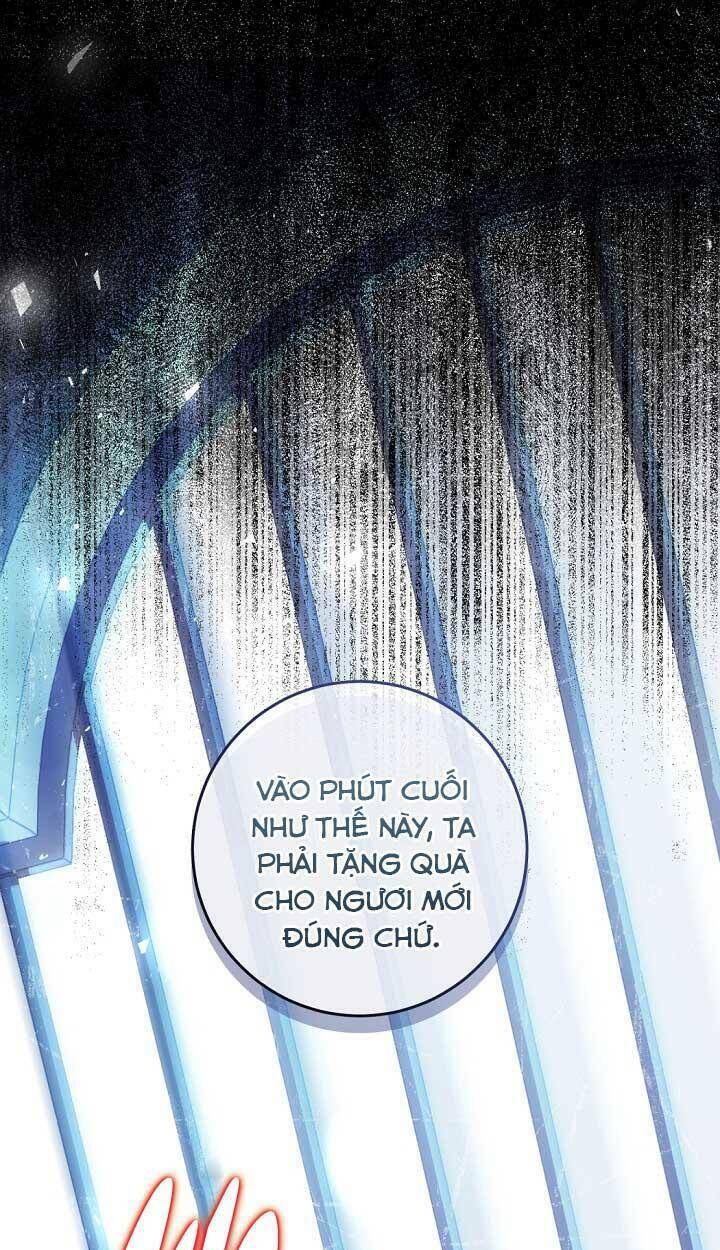 VÀO PHÚT CUỐI
NHƯ THẾ NÀY, TA
PHẢI TẶNG QUÀ
CHO NGƯƠI MỚI
ĐÚNG CHỨ.